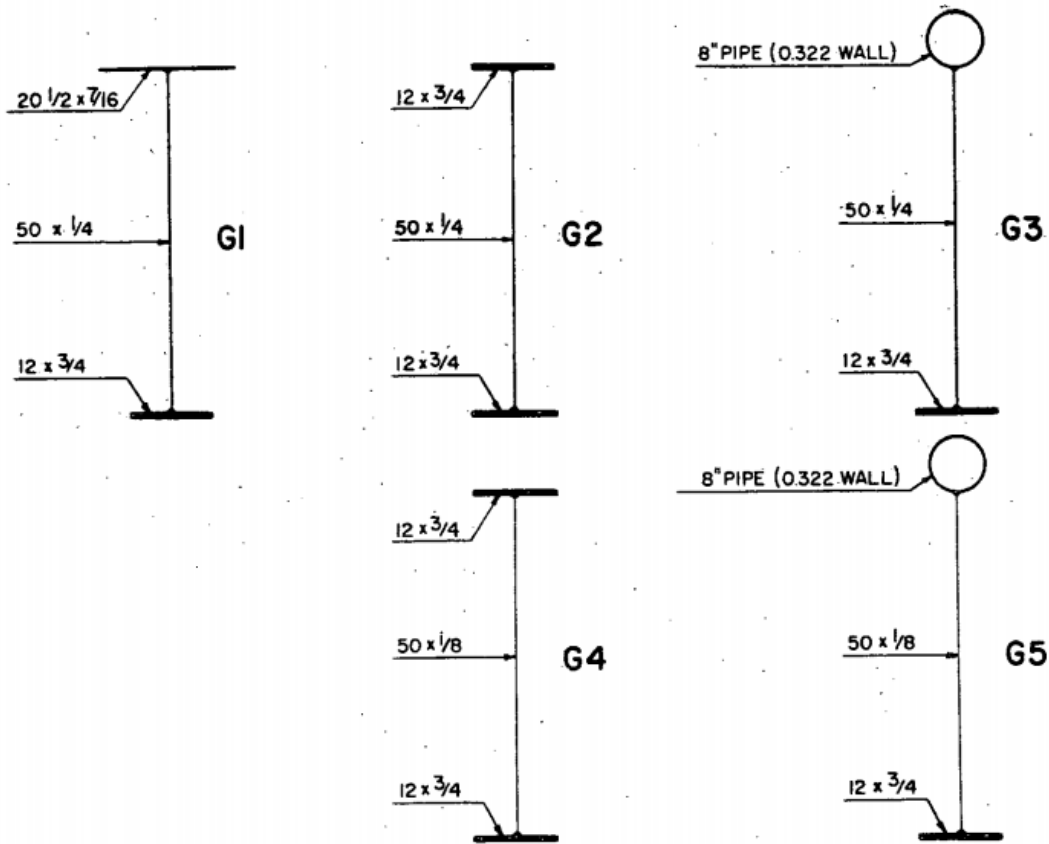 20 1/2 x 7/16
50 x 1/4
G1
12 x 3/4
12 x 3/4
50 x 1/4
G2
12 x 3/4
8" PIPE (0.322 WALL)
50 x 1/4
G3
12 x 3/4
12 x 3/4
50 x 1/8
G4
12 x 3/4
8" PIPE (0.322 WALL)
50 x 1/8
G5
12 x 3/4